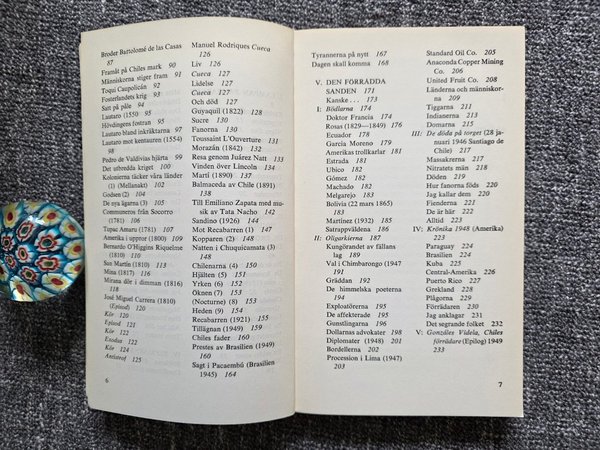 Broder Bartolomé de las Casas
87
Framåt på Chiles mark 90
Människorna stiger fram 91
Toqui Caupolicán 92
Fosterlandets krig 93
Satt på påle 94
Lautaro (1550) 94
Hövdingens fostran 95
Lautaro bland inkräktarna 97
Lautaro mot kentauren (1554)
98
Pedro de Valdivias hjärta 99
Det utbredda kriget 101
Kolonierna täcker våra länder
(1) (Mellanakt) 102
Godsen (2) 104
De nya ägarna (3) 105
Communeros från Socorro
(1781) 106
Tupac Amaru (1781) 107
Amerika i uppror (1800) 109
Bernardo O'Higgins Riquelme
(1810) 110
San Martín (1810) 113
Mina (1817) 116
Mirana dör i dimman (1816)
118
José Miguel Carrera (1810)
(Episod) 119
Kör 120
Episod 121
Kör 122
Exodus 122
Kör 124
Antistrof 125
6
Manuel Rodríques Cueca
126
Liv 126
Cueca 127
Lidelse 127
Cueca 127
Och död 127
Guayaquil (1822) 128
Sucre 130
Fanorna 130
Toussaint L'Ouverture 131
Morazán (1842) 133
Resa genom Juárez Natt 133
Vinden över Lincoln 135
Martí (1890) 137
Balmaceda av Chile (1891)
138
Till Emiliano Zapata med mu-
sik av Tata Nacho 142
Sandino (1926) 144
Mot Recabarren (1) 147
Kopparen (2) 147
Natten i Chuquicamata (3)
148
Chilenarna (4) 150
Hjälten (5) 151
Yrken (6) 152
Öknen (7) 153
(Nocturne) (8) 153
Heden (9) 154
Recabarren (1921) 155
Tillägnan (1949) 159
Chiles fader 160
Prestes av Brasilien (1949)
160
Sagt i Pacaembú (Brasilien
1945) 164
Tyrannerna på nytt 167
Dagen skall komma 168
V. DEN FÖRRÅDDA
SANDEN 171
Kanske . . . 173
I: Bödlarna 174
Doktor Francia 174
Rosas (1829—1849) 176
Ecuador 178
García Moreno 179
Amerikas trollkarlar 180
Estrada 181
Ubico 182
Gómez 182
Machado 182
Melgarejo 183
Bolivia (22 mars 1865)
183
Martínez (1932) 184
Satrappväldena 184
II: Oligarkierna 187
Kungörandet av fällans
lag 189
Val i Chimbarongo (1947
191
Gräddan 192
De himmelska poeterna
194
Exploatörerna 195
De affekterade 195
Gunstlingarna 196
Dollarnas advokater 198
Diplomater (1948) 201
Bordellerna 202
Procession i Lima (1947)
203
Standard Oil Co. 205
Anaconda Copper Mining
Co. 206
United Fruit Co. 208
Länderna och människor-
na 209
Tiggarna 211
Indianerna 212
Domarna 215
III: De döda på torget (28 ja-
nuari 1946 Santiago de
Chile) 217
Massakrerna 217
Nitratets män 218
Döden 219
Hur fanorna föds 220
Jag kallar dem 220
Fienderna 221
De är här 222
Alltid 223
IV: Krönika 1948 (Amerika)
223
Paraguay 224
Brasilien 224
Kuba 225
Central-Amerika 226
Puerto Rico 227
Grekland 228
Plågorna 229
Förrädaren 230
Jag anklagar 231
Det segrande folket 232
V: Gonzáles Videla, Chiles
förrädare (Epilog) 1949
233
7